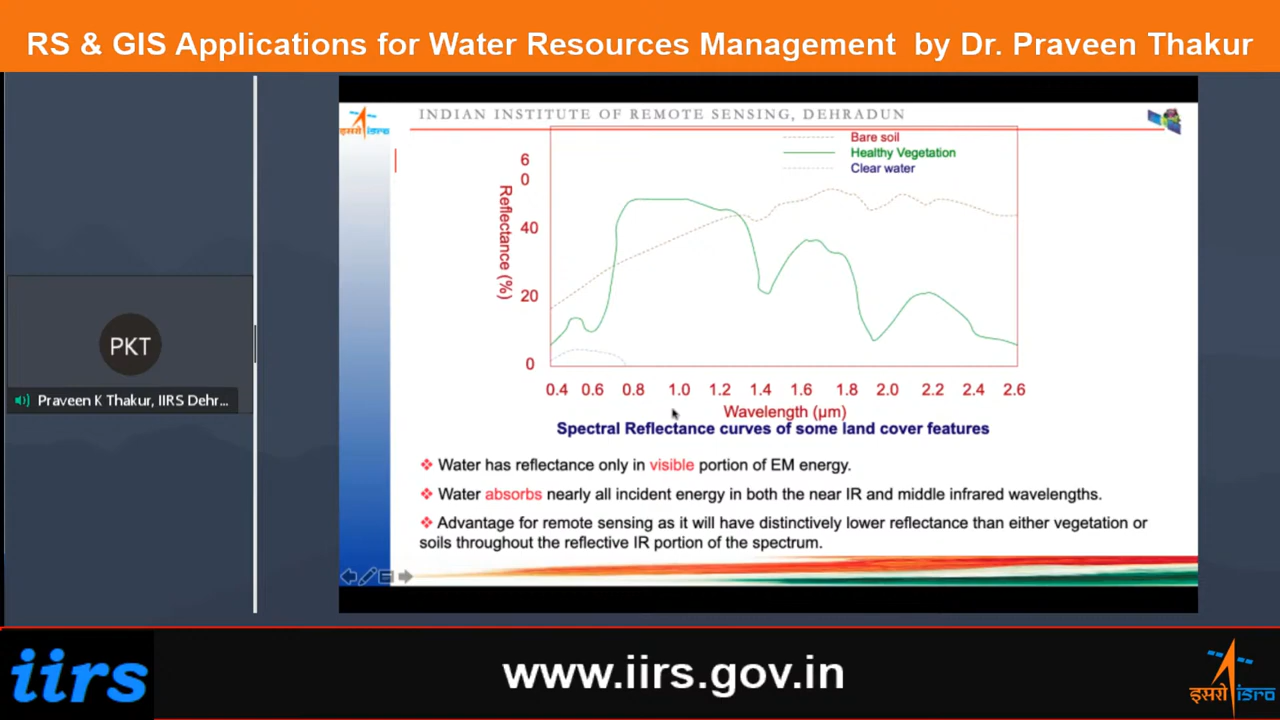 RS & GIS Applications for Water Resources Management by Dr. Praveen Thakur
INDIAN INSTITUTE OF REMOTE SENSING, DEHRADUN
इसरो isro
Bare soil
Healthy Vegetation
Clear water
6
0
40
20
0
Reflectance (%)
0.4 0.6 0.8 1.0 1.2 1.4 1.6 1.8 2.0 2.2 2.4 2.6
Wavelength (µm)
Spectral Reflectance curves of some land cover features
❖ Water has reflectance only in visible portion of EM energy.
❖ Water absorbs nearly all incident energy in both the near IR and middle infrared wavelengths.
❖ Advantage for remote sensing as it will have distinctively lower reflectance than either vegetation or
soils throughout the reflective IR portion of the spectrum.
PKT
Praveen K Thakur, IIRS Dehr...
iirs
www.iirs.gov.in
इसरो isro